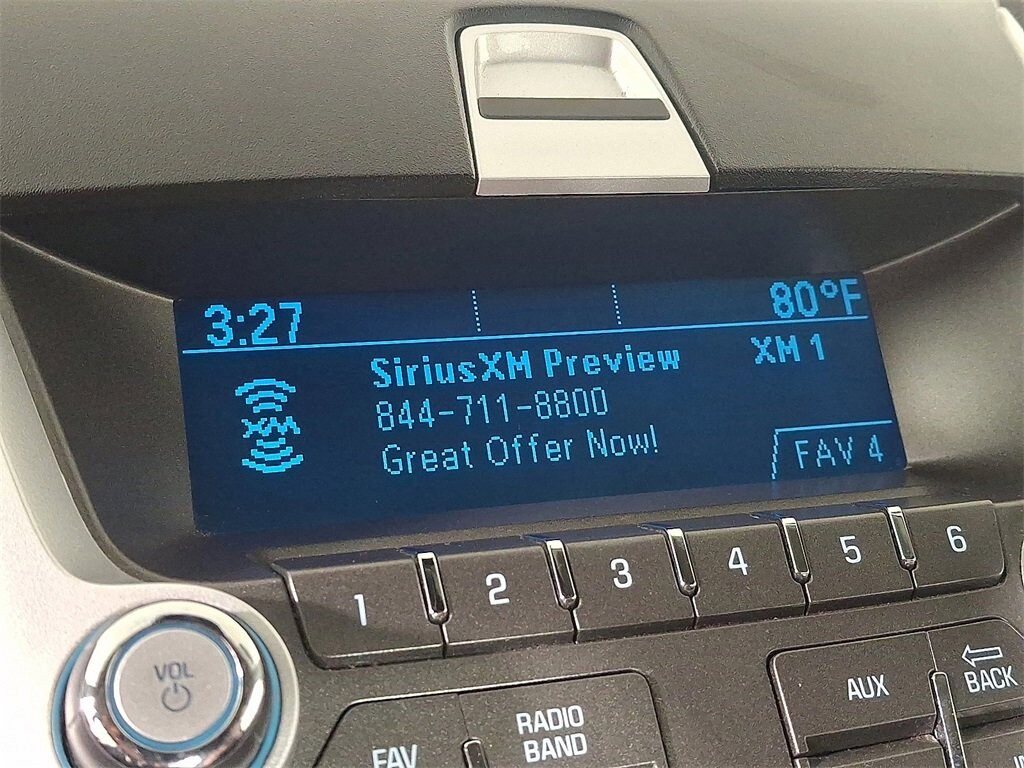 3:27 80°F
SiriusXM Preview XM 1
844-711-8800
XM
Great Offer Now!
FAV 4
1 2 3 4 5 6
VOL
FAV
RADIO
BAND
AUX
BACK